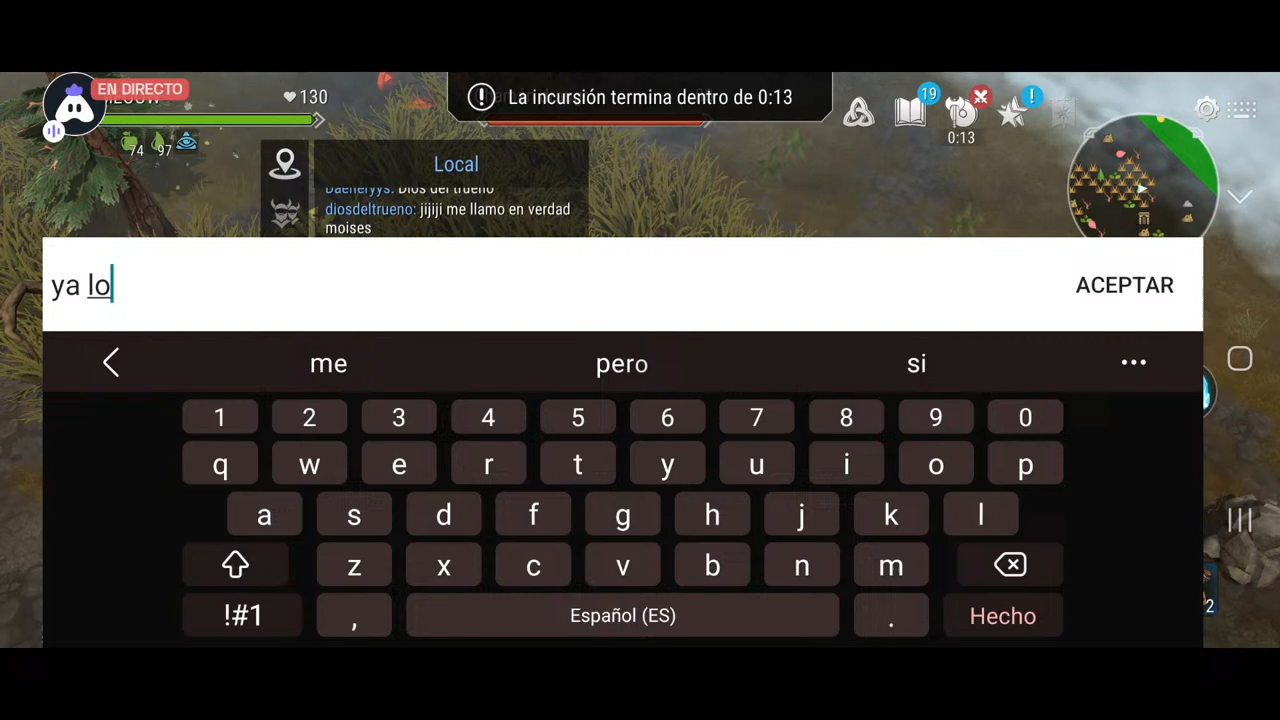 EN DIRECTO
130
La incursión termina dentro de 0:13
19
!
0:13
74
97
Local
Daeneryys: Dios del trueno
diosdeltrueno: jijiji me llamo en verdad
moises
ya lo
ACEPTAR
me
pero
si
1 2 3 4 5 6 7 8 9 0
q w e r t y u i o p
a s d f g h j k l
z x c v b n m
!#1 , Español (ES) . Hecho
2